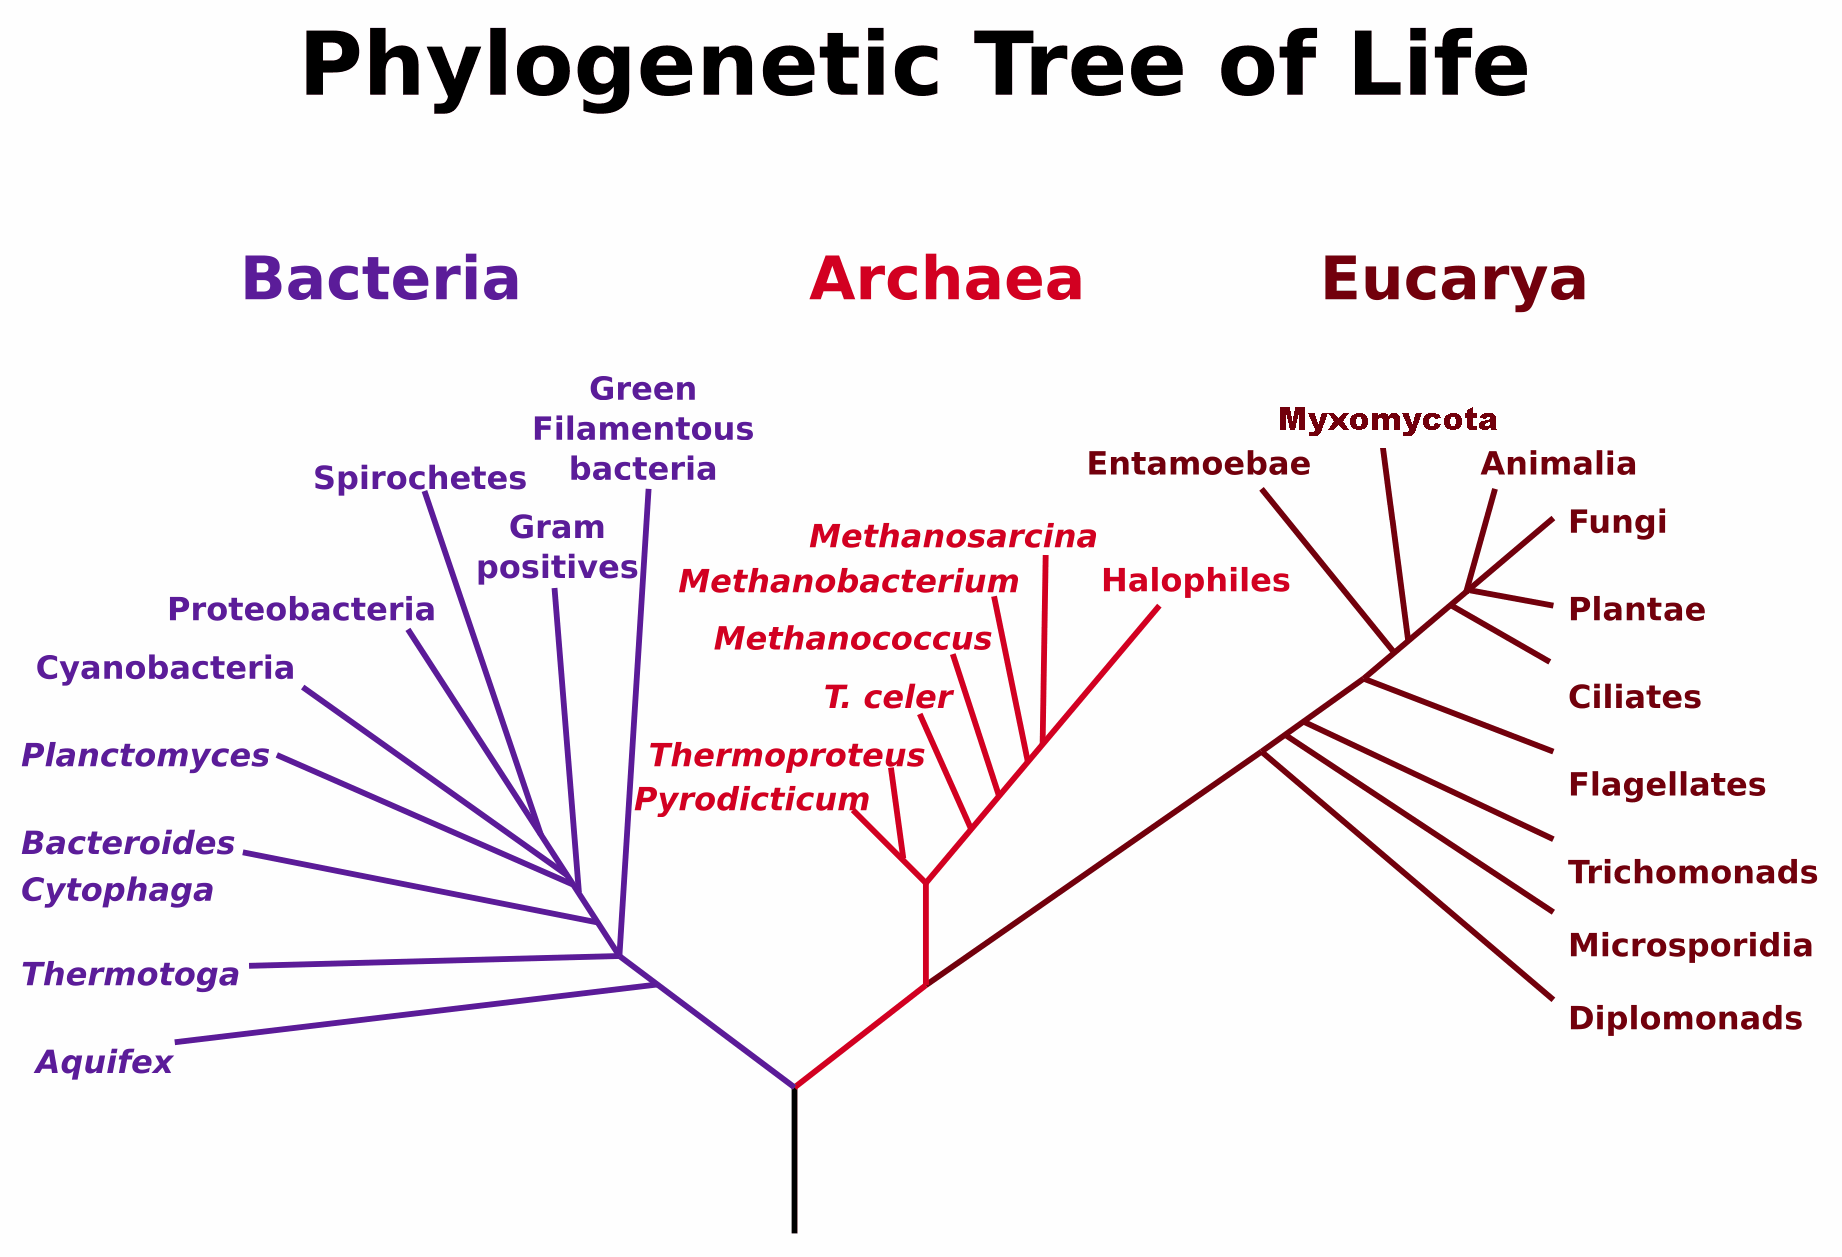 Phylogenetic Tree of Life
Bacteria
Archaea
Eucarya
Green
Filamentous
bacteria
Spirochetes
Gram
positives
Proteobacteria
Cyanobacteria
Planctomyces
Bacteroides
Cytophaga
Thermotoga
Aquifex
Methanosarcina
Methanobacterium
Halophiles
Methanococcus
T. celer
Thermoproteus
Pyrodicticum
Myxomycota
Entamoebae
Animalia
Fungi
Plantae
Ciliates
Flagellates
Trichomonads
Microsporidia
Diplomonads